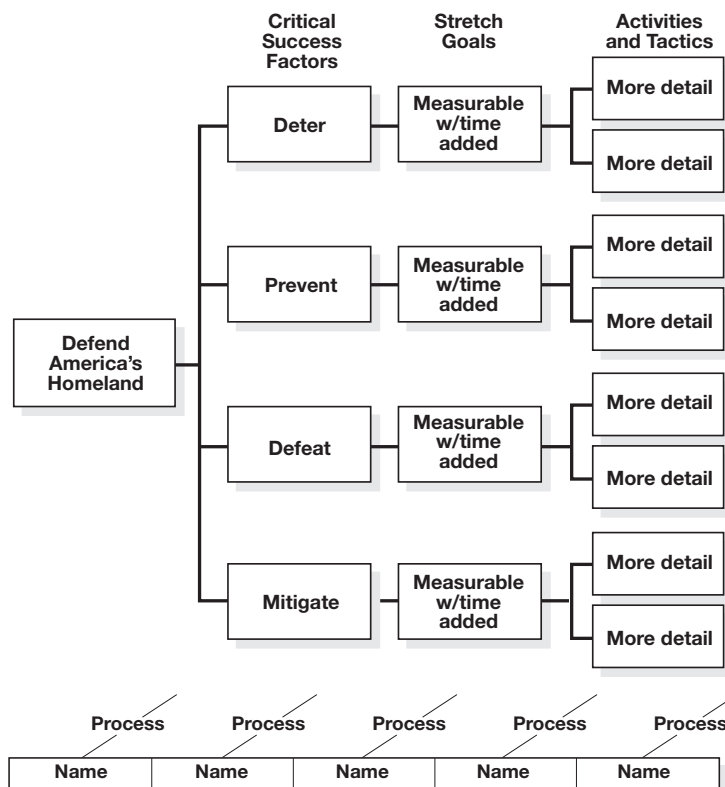 Critical
Success
Factors
Stretch
Goals
Activities
and Tactics
Defend
America’s
Homeland
Deter
Measurable
w/time
added
More detail
More detail
Prevent
Measurable
w/time
added
More detail
More detail
Defeat
Measurable
w/time
added
More detail
More detail
Mitigate
Measurable
w/time
added
More detail
More detail
Process
Process
Process
Process
Process
Name
Name
Name
Name
Name